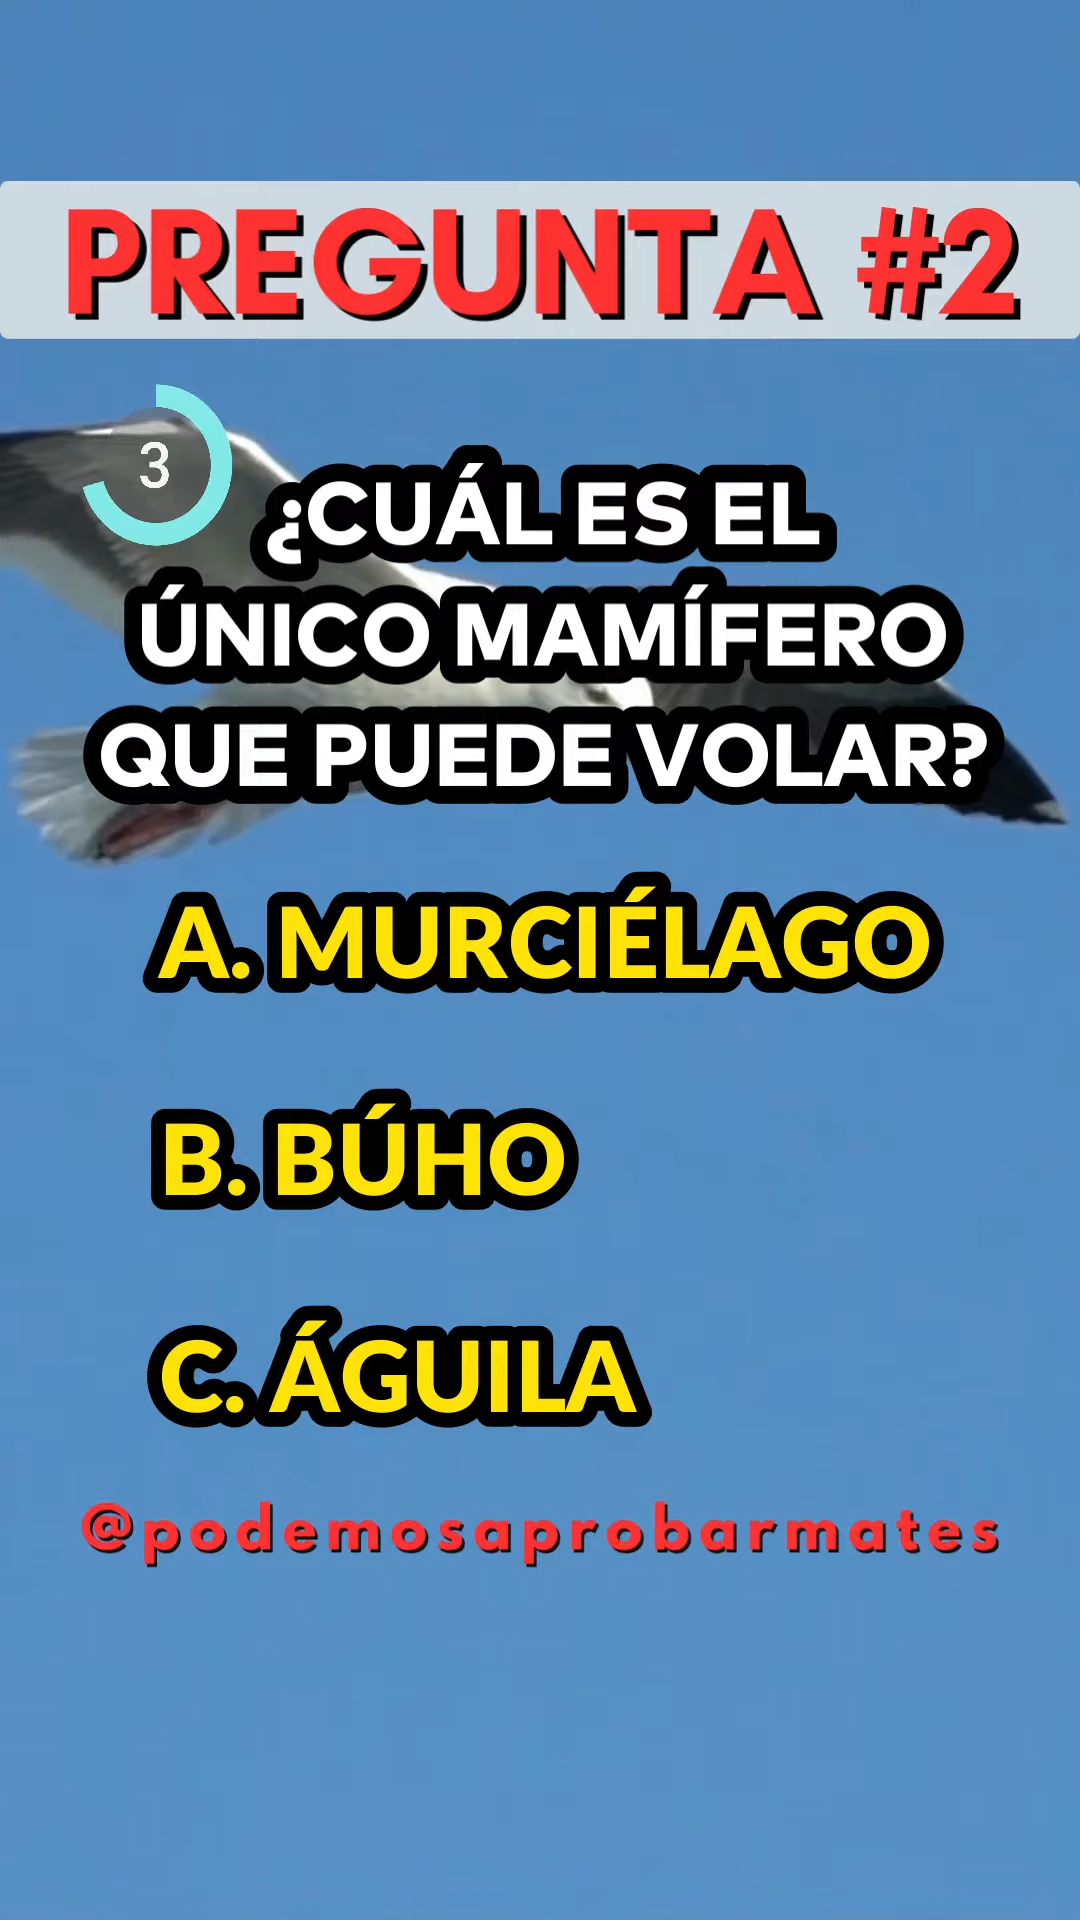 PREGUNTA #2
3
¿CUÁL ES EL
ÚNICO MAMÍFERO
QUE PUEDE VOLAR?
A. MURCIÉLAGO
B. BÚHO
C. ÁGUILA
@podemosaprobarmates